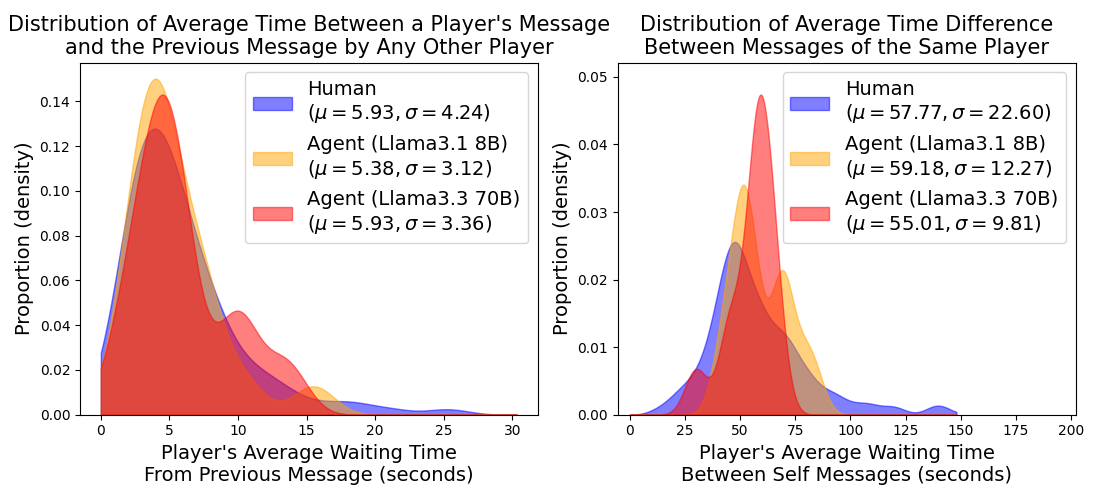 Distribution of Average Time Between a Player's Message
and the Previous Message by Any Other Player
Proportion (density)
0.14
0.12
0.10
0.08
0.06
0.04
0.02
0.00
Human
(μ = 5.93, σ = 4.24)
Agent (Llama3.1 8B)
(μ = 5.38, σ = 3.12)
Agent (Llama3.3 70B)
(μ = 5.93, σ = 3.36)
0 5 10 15 20 25 30
Player's Average Waiting Time
From Previous Message (seconds)
Distribution of Average Time Difference
Between Messages of the Same Player
Proportion (density)
0.05
0.04
0.03
0.02
0.01
0.00
Human
(μ = 57.77, σ = 22.60)
Agent (Llama3.1 8B)
(μ = 59.18, σ = 12.27)
Agent (Llama3.3 70B)
(μ = 55.01, σ = 9.81)
0 25 50 75 100 125 150 175 200
Player's Average Waiting Time
Between Self Messages (seconds)